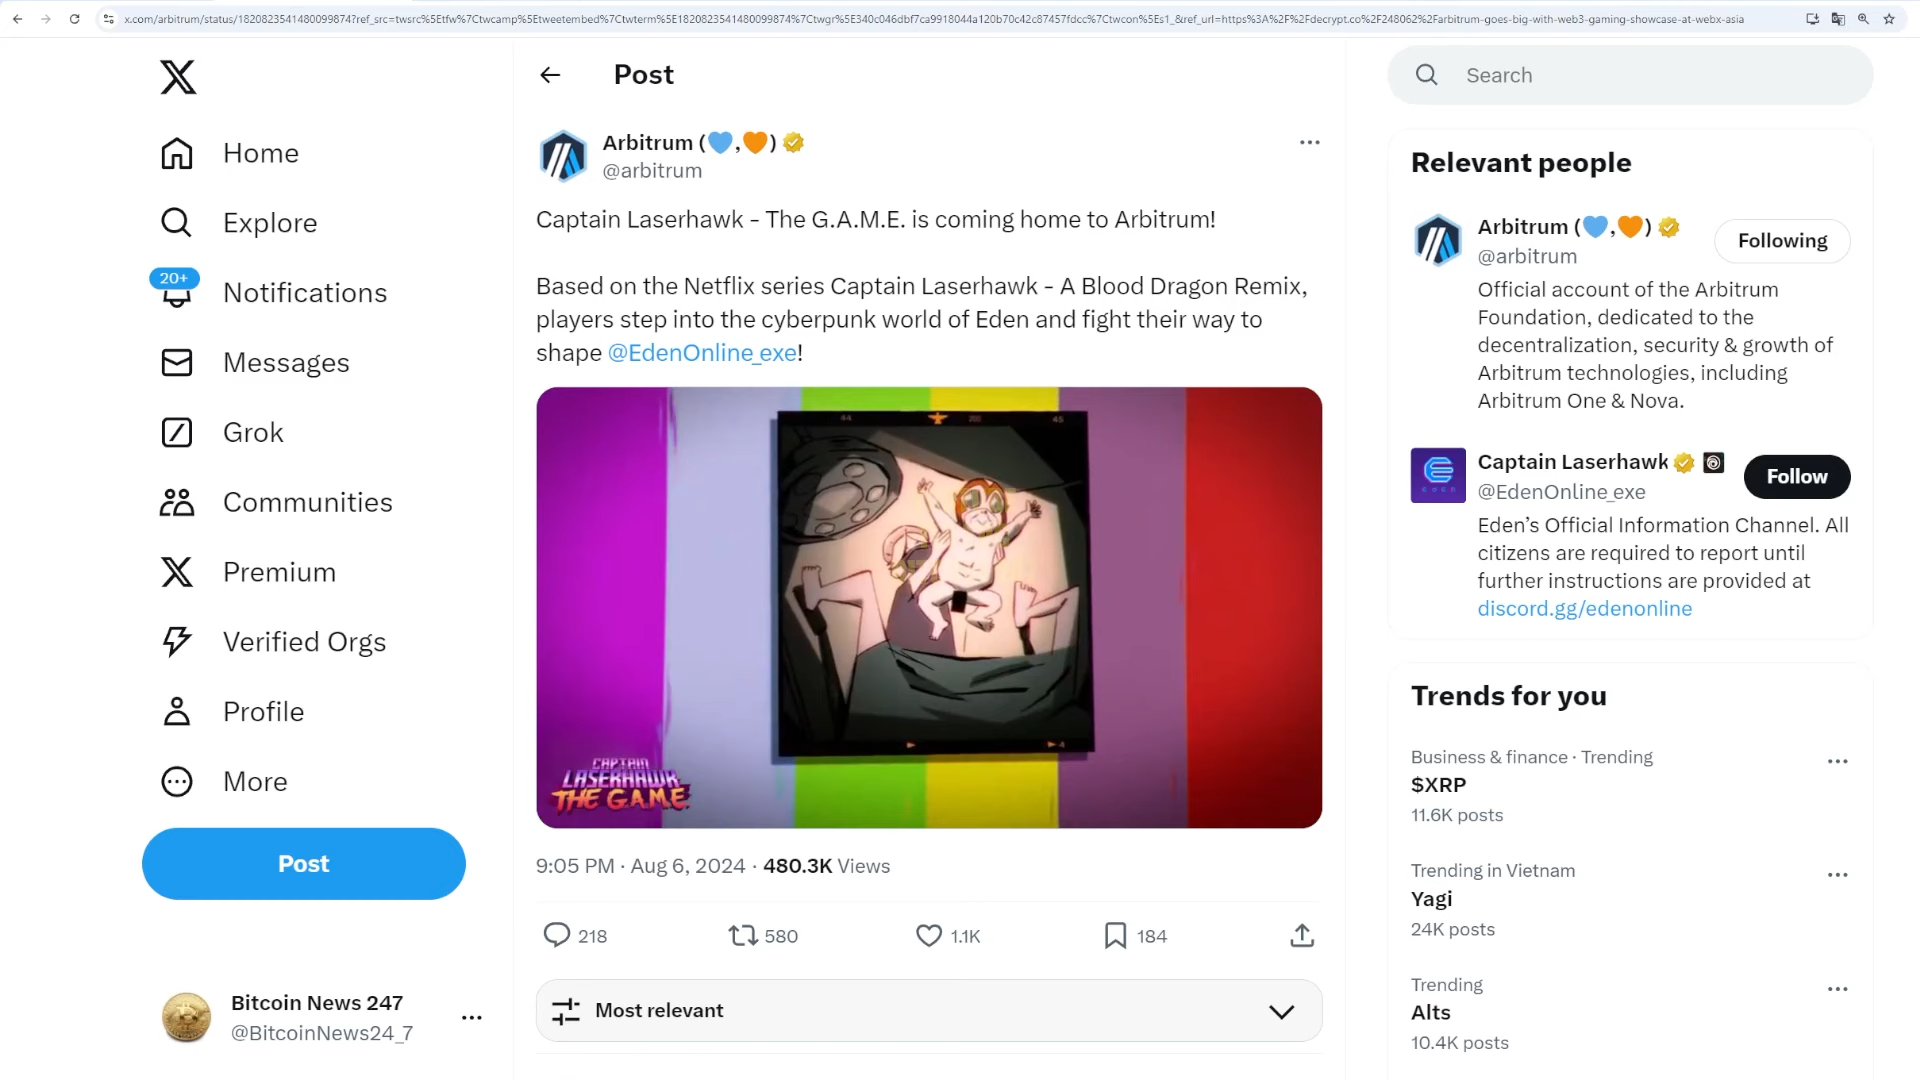 x.com/arbitrum/status/1820823541480099874?ref_src=twsrc%5Etfw%7Ctwcamp%5Etweetembed%7Ctwterm%5E1820823541480099874%7Ctwgr%5E340c046dbf7ca9918044a120b70c42c87457fdcc%7Ctwcon%5Es1_&ref_url=https%3A%2F%2Fdecrypt.co%2F248062%2Farbitrum-goes-big-with-web3-gaming-showcase-at-webx-asia
Home
Explore
20+
Notifications
Messages
Grok
Communities
Premium
Verified Orgs
Profile
More
Post
Bitcoin News 247
@BitcoinNews24_7
Post
Arbitrum (💙,🧡)
@arbitrum
Captain Laserhawk - The G.A.M.E. is coming home to Arbitrum!
Based on the Netflix series Captain Laserhawk - A Blood Dragon Remix,
players step into the cyberpunk world of Eden and fight their way to
shape @EdenOnline_exe!
44
45
4
CAPTAIN
LASERHAWK
THE G.A.M.E.
9:05 PM · Aug 6, 2024 · 480.3K Views
218
580
1.1K
184
Most relevant
Search
Relevant people
Arbitrum (💙,🧡)
@arbitrum
Following
Official account of the Arbitrum
Foundation, dedicated to the
decentralization, security & growth of
Arbitrum technologies, including
Arbitrum One & Nova.
EDEN
Captain Laserhawk
@EdenOnline_exe
Follow
Eden’s Official Information Channel. All
citizens are required to report until
further instructions are provided at
discord.gg/edenonline
Trends for you
Business & finance · Trending
$XRP
11.6K posts
Trending in Vietnam
Yagi
24K posts
Trending
Alts
10.4K posts